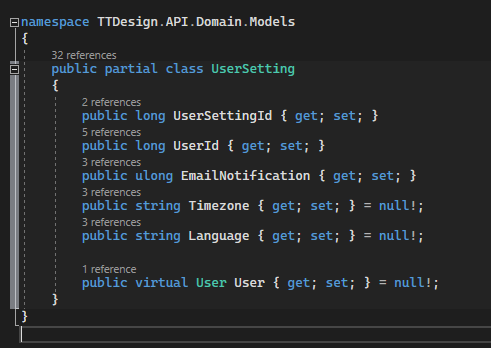 namespace TTDesign.API.Domain.Models
{
32 references
public partial class UserSetting
{
2 references
public long UserSettingId { get; set; }
5 references
public long UserId { get; set; }
3 references
public ulong EmailNotification { get; set; }
3 references
public string Timezone { get; set; } = null!;
3 references
public string Language { get; set; } = null!;
1 reference
public virtual User User { get; set; } = null!;
}
}